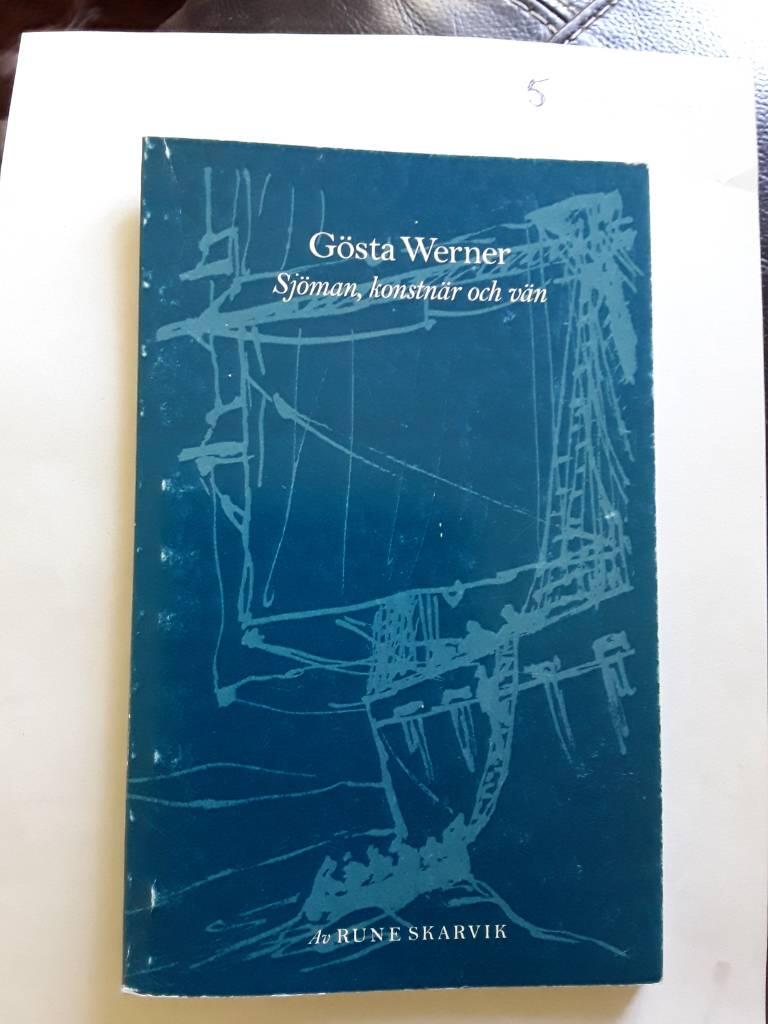 5
Gösta Werner
Sjöman, konstnär och vän
Av RUNE SKARVIK